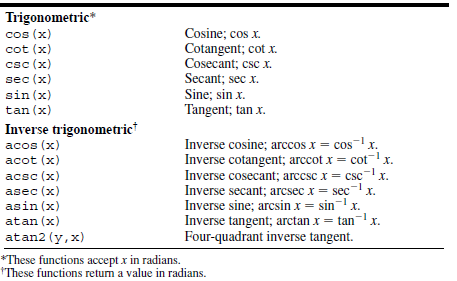 Trigonometric*
cos(x) Cosine; cos x.
cot(x) Cotangent; cot x.
csc(x) Cosecant; csc x.
sec(x) Secant; sec x.
sin(x) Sine; sin x.
tan(x) Tangent; tan x.
Inverse trigonometric†
acos(x) Inverse cosine; arccos x = cos⁻¹ x.
acot(x) Inverse cotangent; arccot x = cot⁻¹ x.
acsc(x) Inverse cosecant; arccsc x = csc⁻¹ x.
asec(x) Inverse secant; arcsec x = sec⁻¹ x.
asin(x) Inverse sine; arcsin x = sin⁻¹ x.
atan(x) Inverse tangent; arctan x = tan⁻¹ x.
atan2(y,x) Four-quadrant inverse tangent.
*These functions accept x in radians.
†These functions return a value in radians.